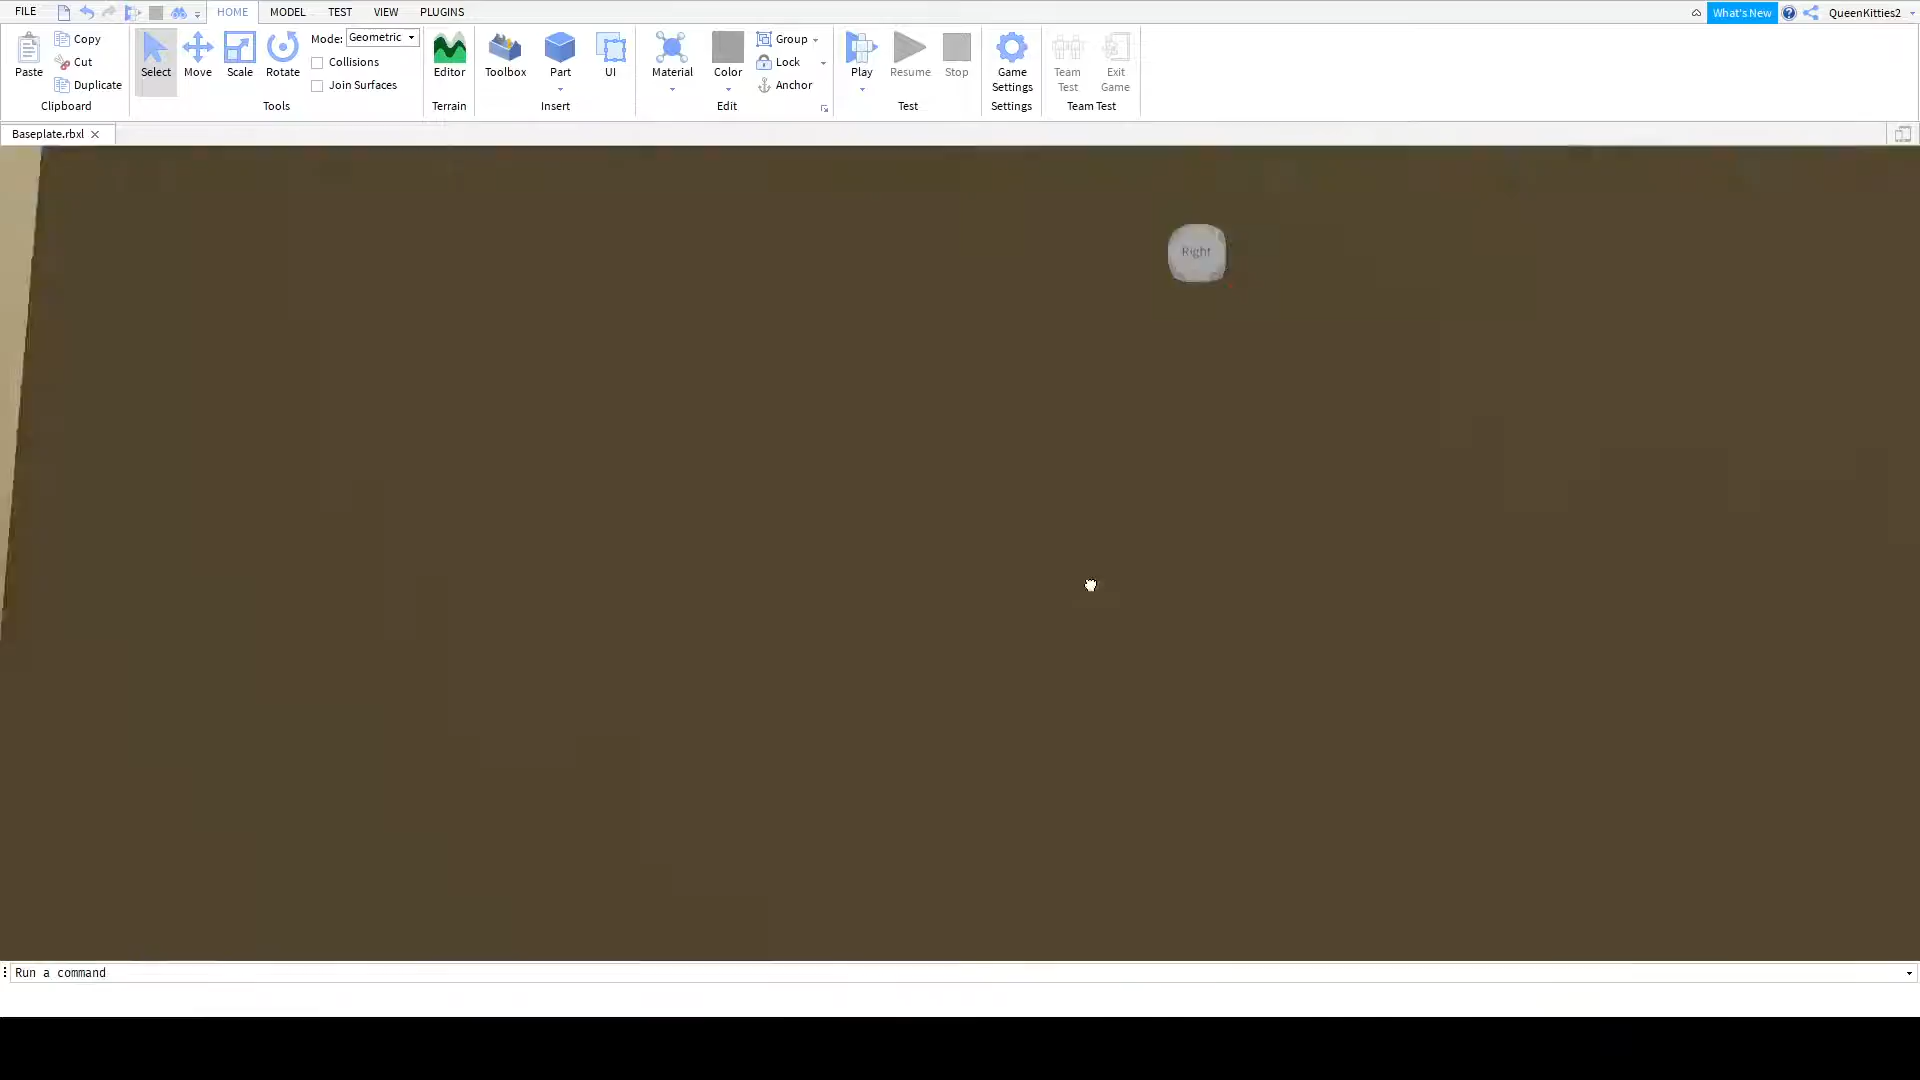 FILE HOME MODEL TEST VIEW PLUGINS What's New QueenKitties2
Paste Copy Cut Duplicate Clipboard
Select Move Scale Rotate Mode: Geometric Collisions Join Surfaces Tools
Editor Terrain
Toolbox Part UI Insert
Material Color Group Lock Anchor Edit
Play Resume Stop Test
Game Settings Settings
Team Test Exit Game Team Test
Baseplate.rbxl
Right
Run a command